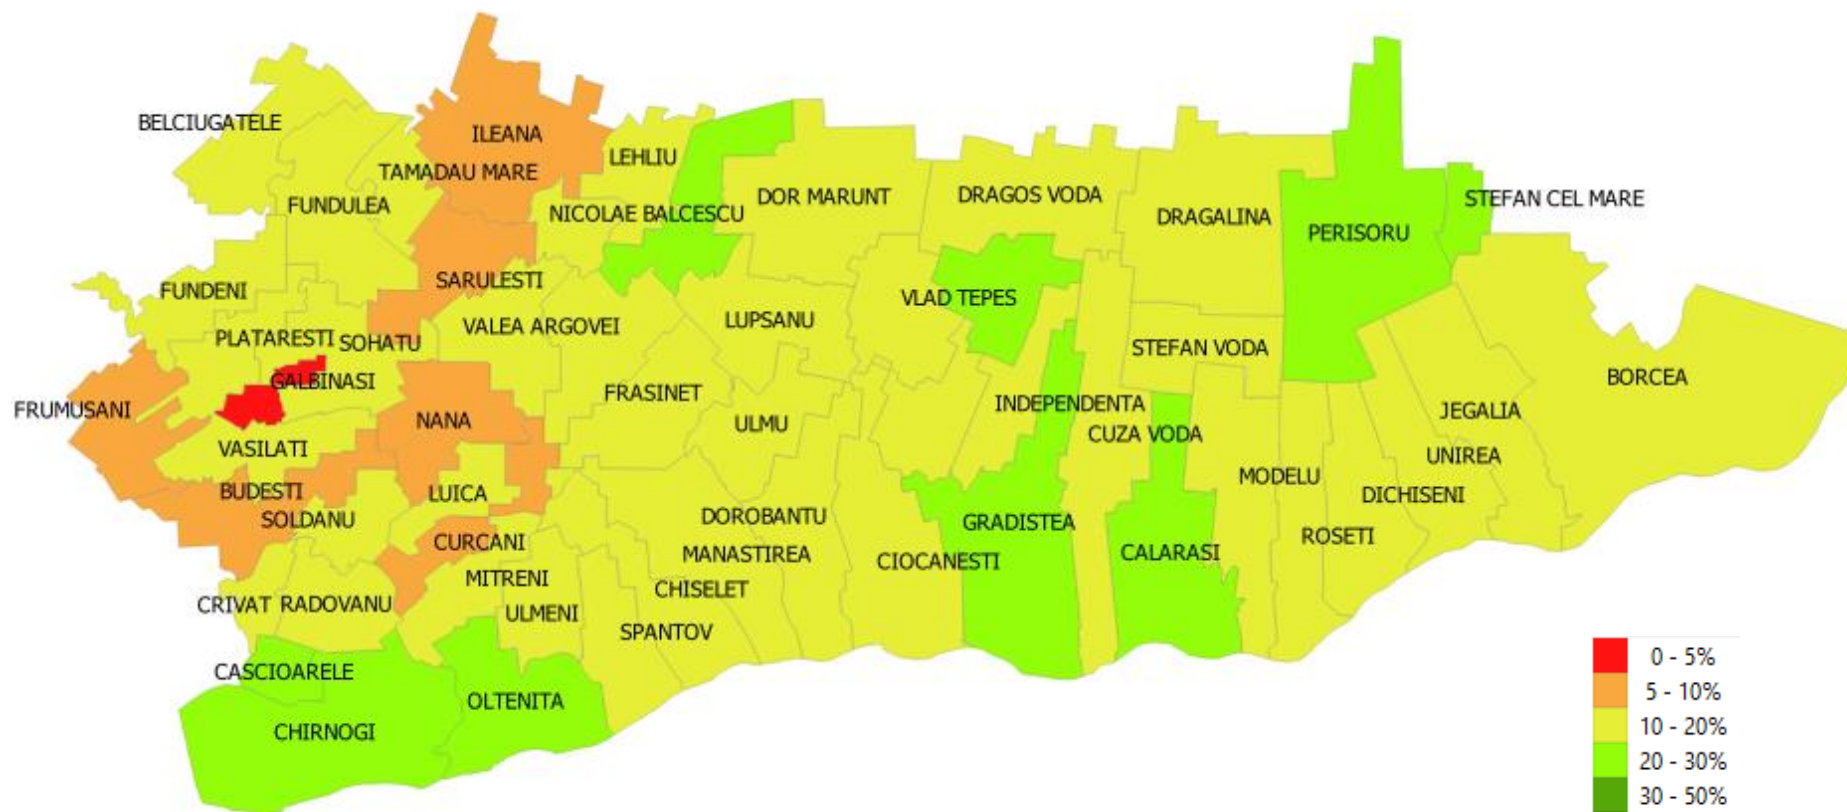 BELCIUGATELE
ILEANA
LEHLIU
TAMADAU MARE
FUNDULEA
NICOLAE BALCESCU
DOR MARUNT
DRAGOS VODA
DRAGALINA
STEFAN CEL MARE
PERISORU
FUNDENI
SARULESTI
VLAD TEPES
PLATARESTI
SOHATU
VALEA ARGOVEI
LUPSANU
STEFAN VODA
GALBINASI
FRASINET
BORCEA
FRUMUSANI
NANA
ULMU
INDEPENDENTA
JEGALIA
VASILATI
CUZA VODA
UNIREA
BUDESTI
LUICA
MODELU
DICHISENI
SOLDANU
DOROBANTU
GRADISTEA
ROSETI
CURCANI
MANASTIREA
CIOCANESTI
CALARASI
MITRENI
CHISELET
CRIVAT
RADOVANU
ULMENI
SPANTOV
CASCIOARELE
OLTENITA
CHIRNOGI
0 - 5%
5 - 10%
10 - 20%
20 - 30%
30 - 50%